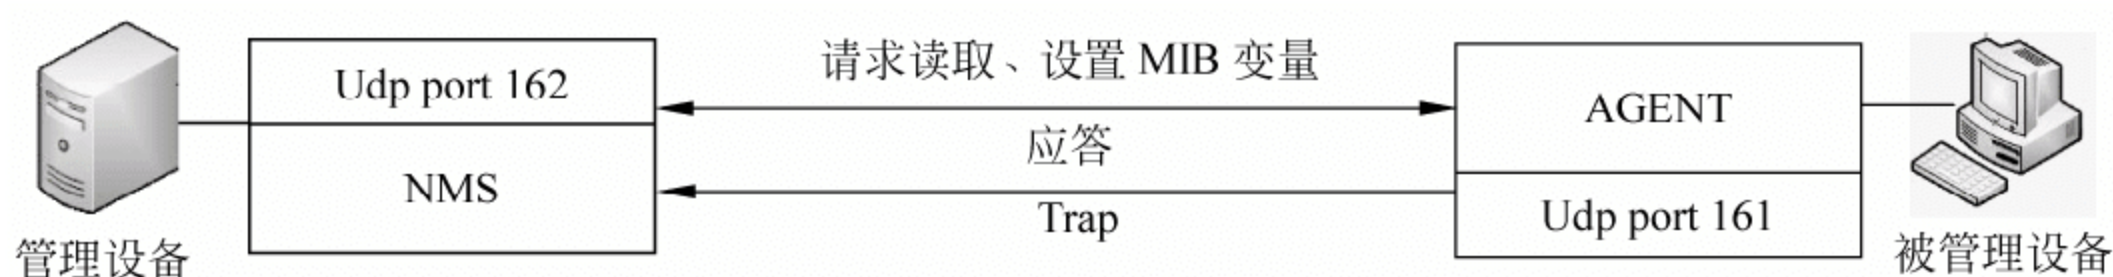 请求读取、设置 MIB 变量
Udp port 162
AGENT
应答
NMS
Trap
Udp port 161
管理设备
被管理设备